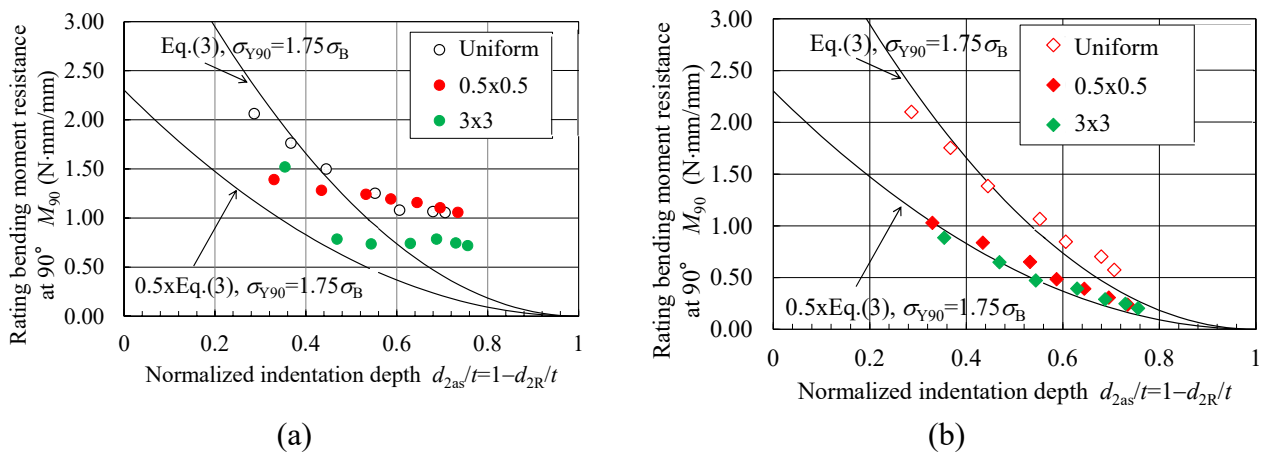 Rating bending moment resistance
at 90° M90 (N·mm/mm)
3.00
2.50
2.00
1.50
1.00
0.50
0.00
Eq.(3), σY90=1.75σB
Uniform
0.5x0.5
3x3
0.5xEq.(3), σY90=1.75σB
0 0.2 0.4 0.6 0.8 1
Normalized indentation depth d2as/t=1−d2R/t
(a)
Rating bending moment resistance
at 90° M90 (N·mm/mm)
3.00
2.50
2.00
1.50
1.00
0.50
0.00
Eq.(3), σY90=1.75σB
Uniform
0.5x0.5
3x3
0.5xEq.(3), σY90=1.75σB
0 0.2 0.4 0.6 0.8 1
Normalized indentation depth d2as/t=1−d2R/t
(b)